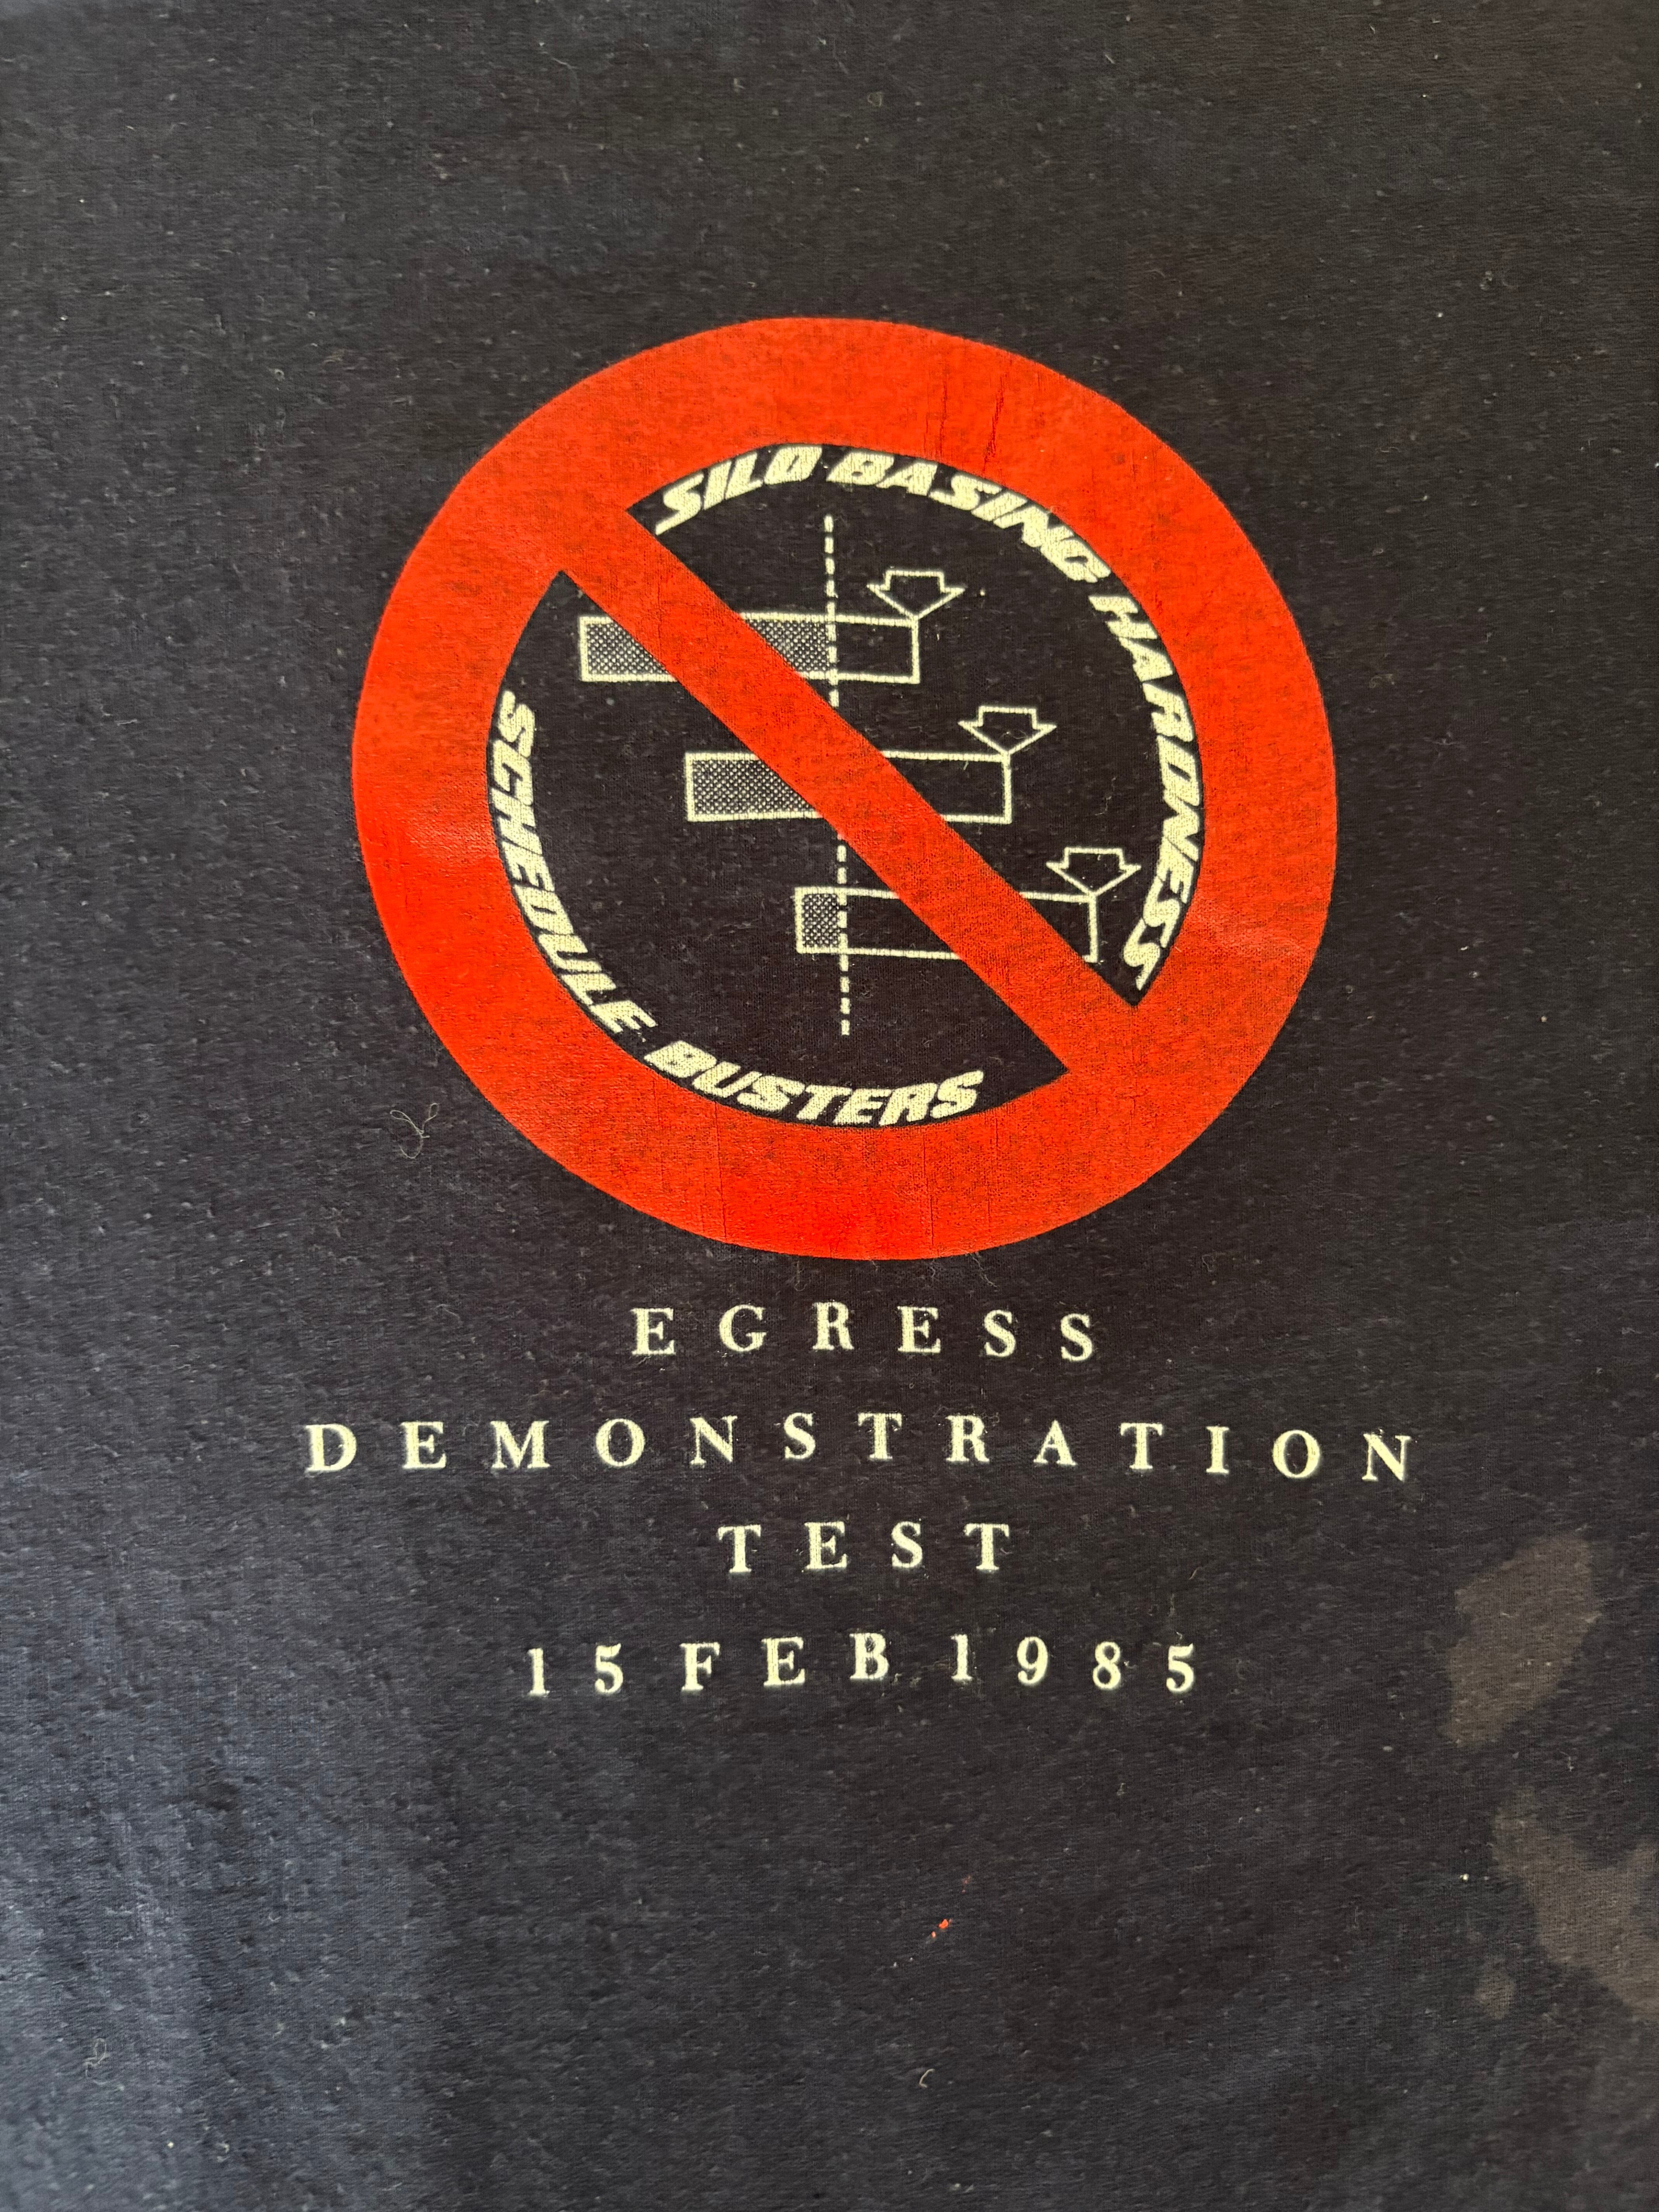 SILO BASING HARDNESS
SCHEDULE BUSTERS
EGRESS
DEMONSTRATION
TEST
15 FEB 1985